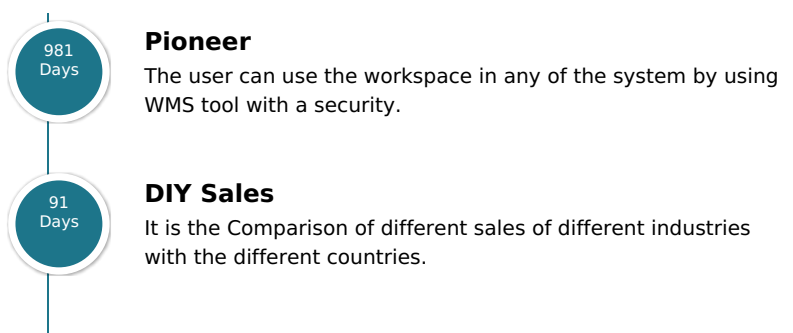 981
Days
Pioneer
The user can use the workspace in any of the system by using
WMS tool with a security.
91
Days
DIY Sales
It is the Comparison of different sales of different industries
with the different countries.